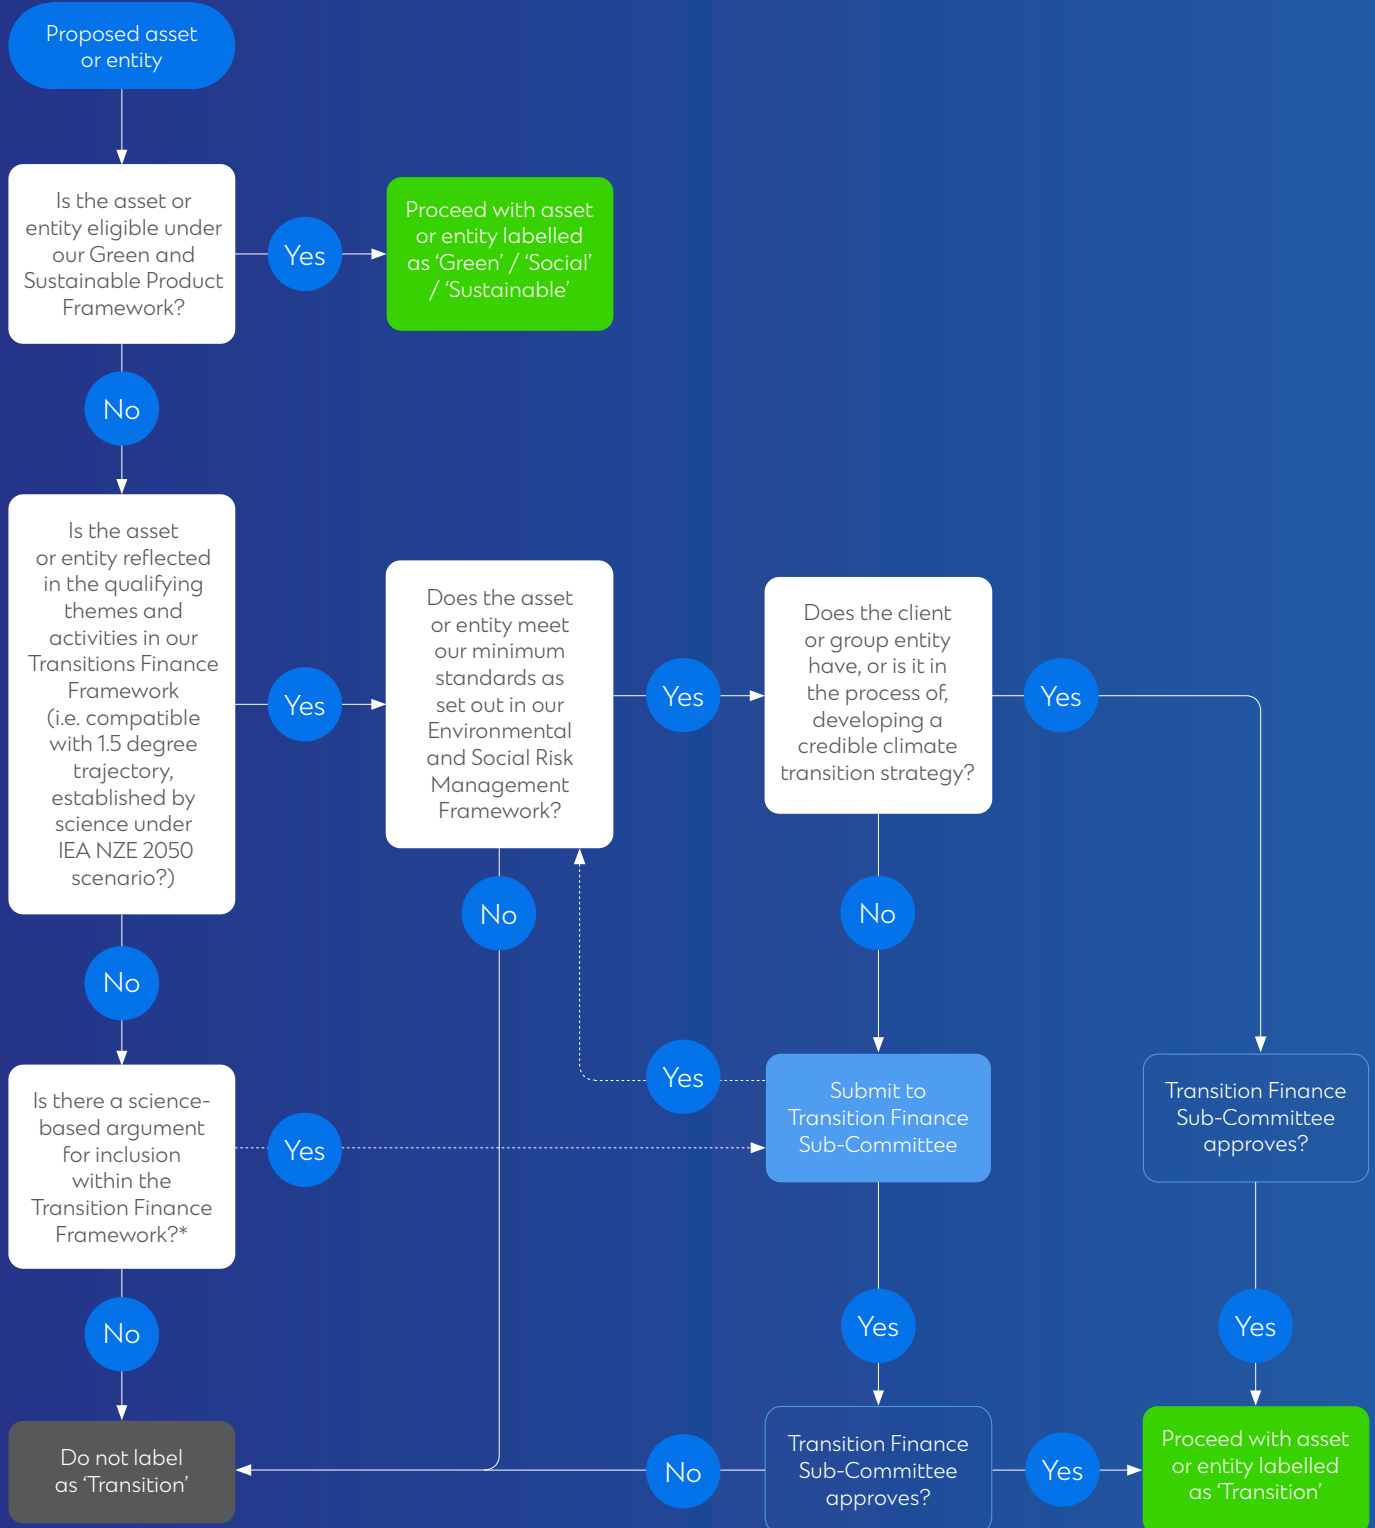 Proposed asset
or entity
Is the asset or
entity eligible under
our Green and
Sustainable Product
Framework?
Yes
Proceed with asset
or entity labelled
as ‘Green’ / ‘Social’
/ ‘Sustainable’
No
Is the asset
or entity reflected
in the qualifying
themes and
activities in our
Transitions Finance
Framework
(i.e. compatible
with 1.5 degree
trajectory,
established by
science under
IEA NZE 2050
scenario?)
Yes
Does the asset
or entity meet
our minimum
standards as
set out in our
Environmental
and Social Risk
Management
Framework?
Yes
Does the client
or group entity
have, or is it in
the process of,
developing a
credible climate
transition strategy?
Yes
No
No
No
Is there a science-
based argument
for inclusion
within the
Transition Finance
Framework?*
Yes
Yes
Submit to
Transition Finance
Sub-Committee
Transition Finance
Sub-Committee
approves?
No
Yes
Yes
Do not label
as ‘Transition’
No
Transition Finance
Sub-Committee
approves?
Yes
Proceed with asset
or entity labelled
as ‘Transition’